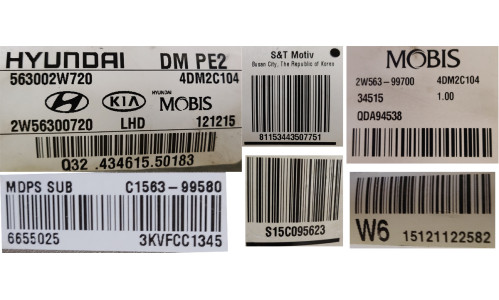 HYUNDAI DM PE2
563002W720 4DM2C104
HYUNDAI
KIA MOBIS
2W56300720 LHD 121215
Q32 .434615.50183
S&T Motiv
Busan City, The Republic of Korea
81153443507751
MOBIS
2W563-99700 4DM2C104
34515 1.00
QDA94538
MDPS SUB C1563-99580
6655025 3KVFCC1345
S15C095623
W6 15121122582